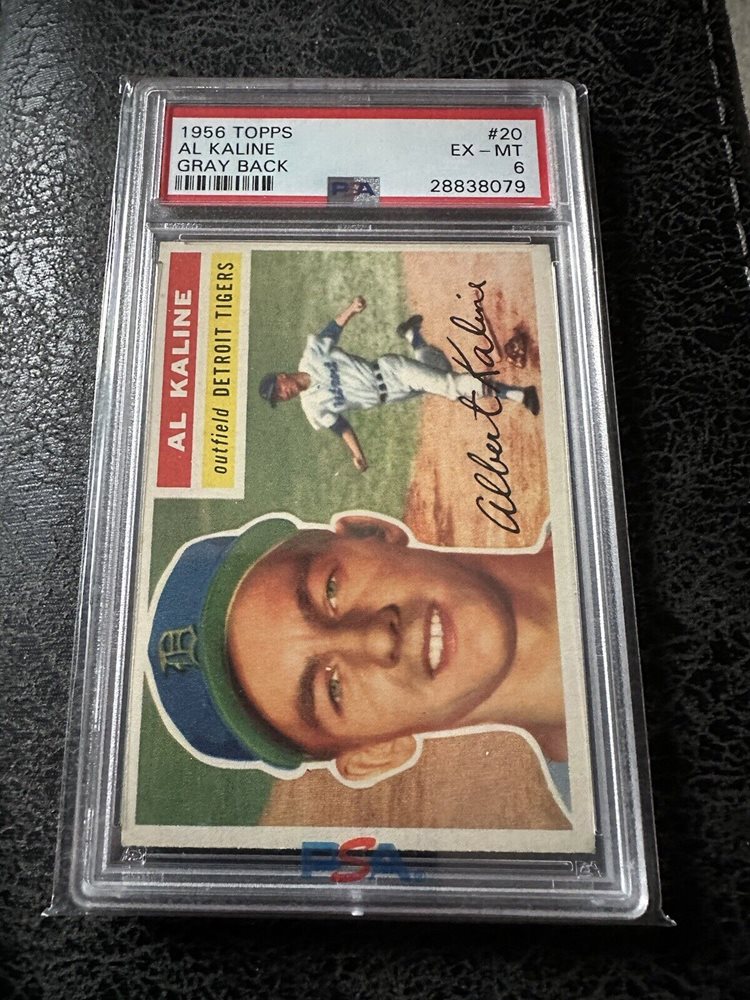 1956 TOPPS #20
AL KALINE EX - MT
GRAY BACK 6
PSA 28838079
AL KALINE
outfield DETROIT TIGERS
Albert Kaline
D
PSA